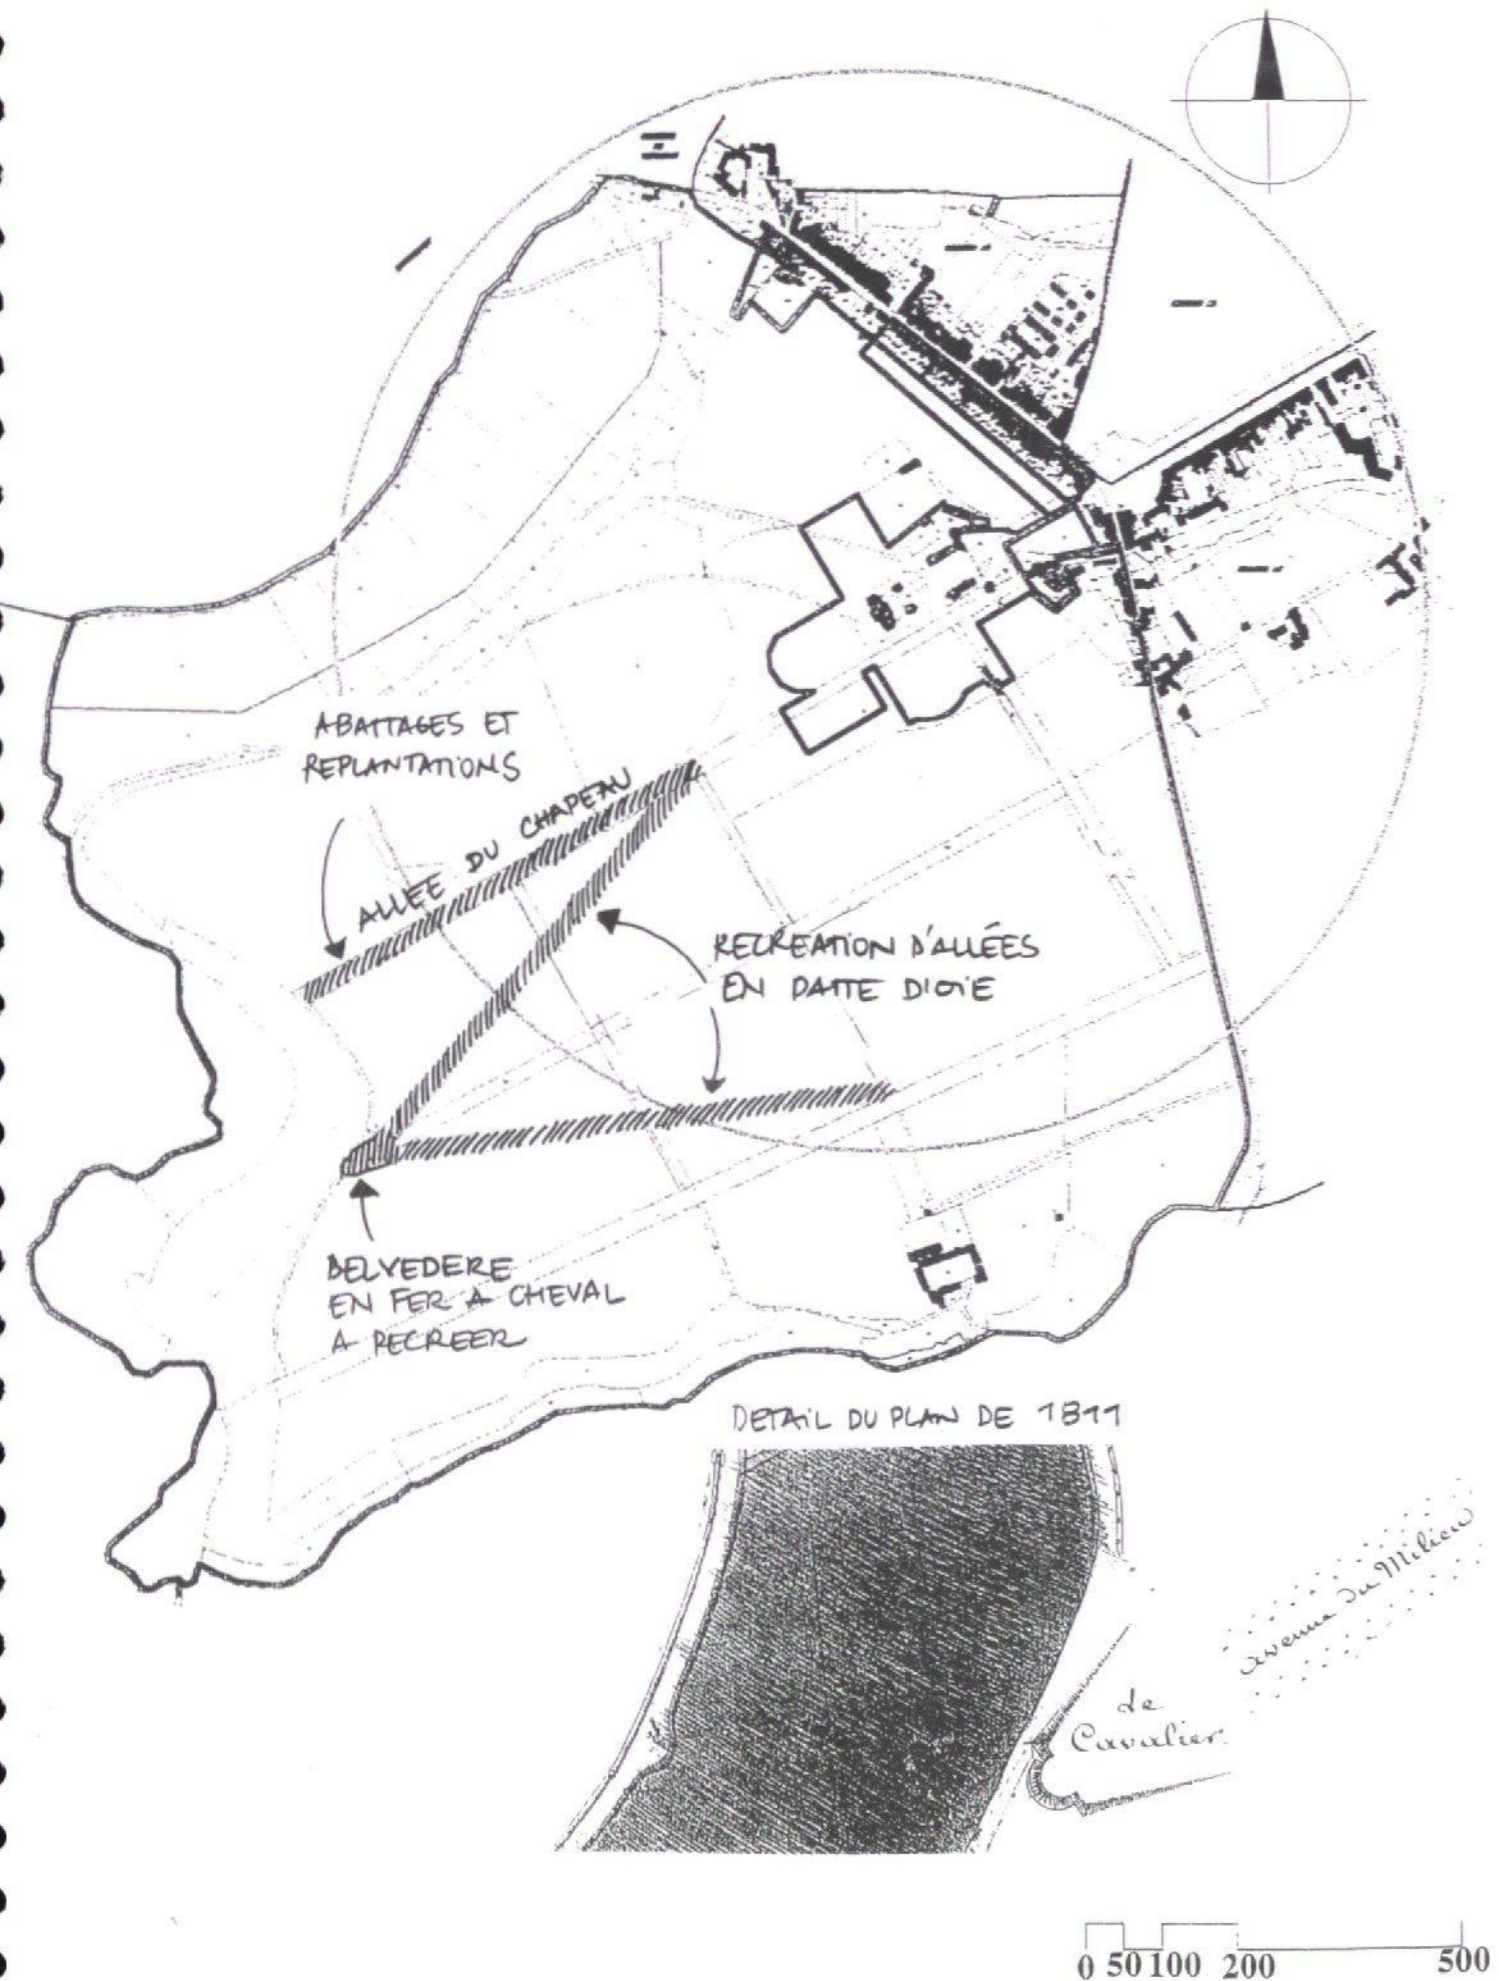 ABATTAGES ET
REPLANTATIONS
ALLEE DU CHAPEAU
RECREATION D'ALLÉES
EN PATTE D'OIE
BELVEDERE
EN FER A CHEVAL
A RECREER
DETAIL DU PLAN DE 1811
avenue du Milieu
de
Cavalier
0 50 100 200 500